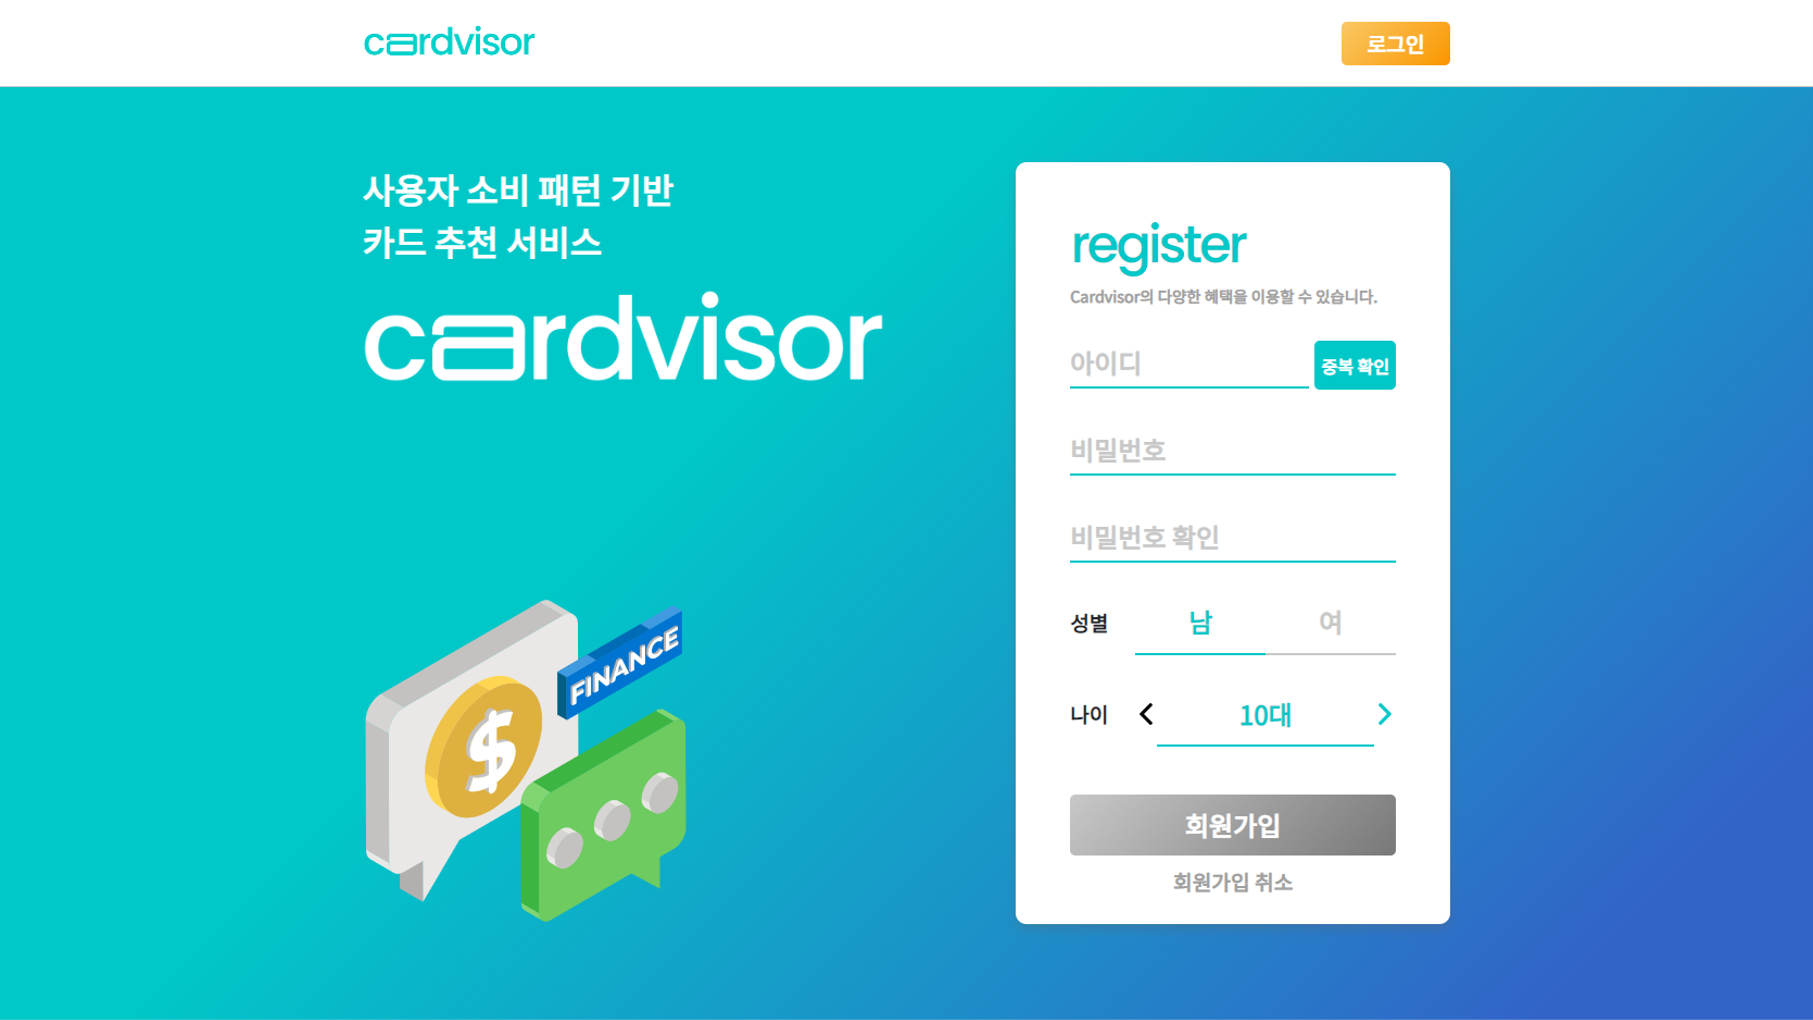 cardvisor
로그인
사용자 소비 패턴 기반
카드 추천 서비스
cardvisor
FINANCE
$
register
Cardvisor의 다양한 혜택을 이용할 수 있습니다.
아이디
중복 확인
비밀번호
비밀번호 확인
성별 남 여
나이 10대
회원가입
회원가입 취소